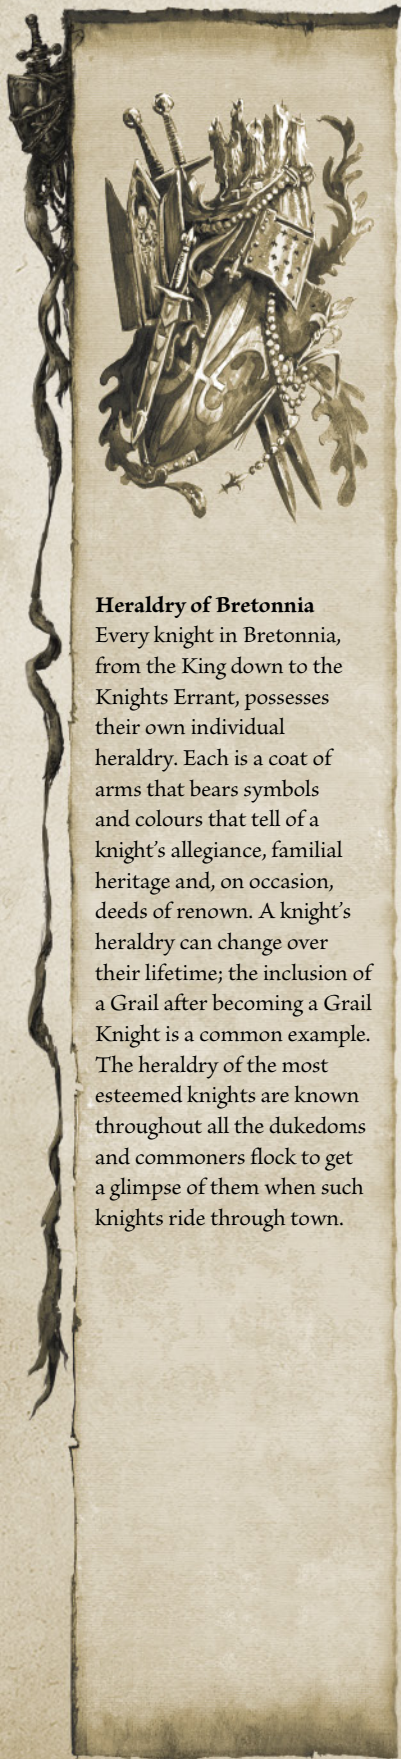 Heraldry of Bretonnia
Every knight in Bretonnia,
from the King down to the
Knights Errant, possesses
their own individual
heraldry. Each is a coat of
arms that bears symbols
and colours that tell of a
knight's allegiance, familial
heritage and, on occasion,
deeds of renown. A knight's
heraldry can change over
their lifetime; the inclusion of
a Grail after becoming a Grail
Knight is a common example.
The heraldry of the most
esteemed knights are known
throughout all the dukedoms
and commoners flock to get
a glimpse of them when such
knights ride through town.